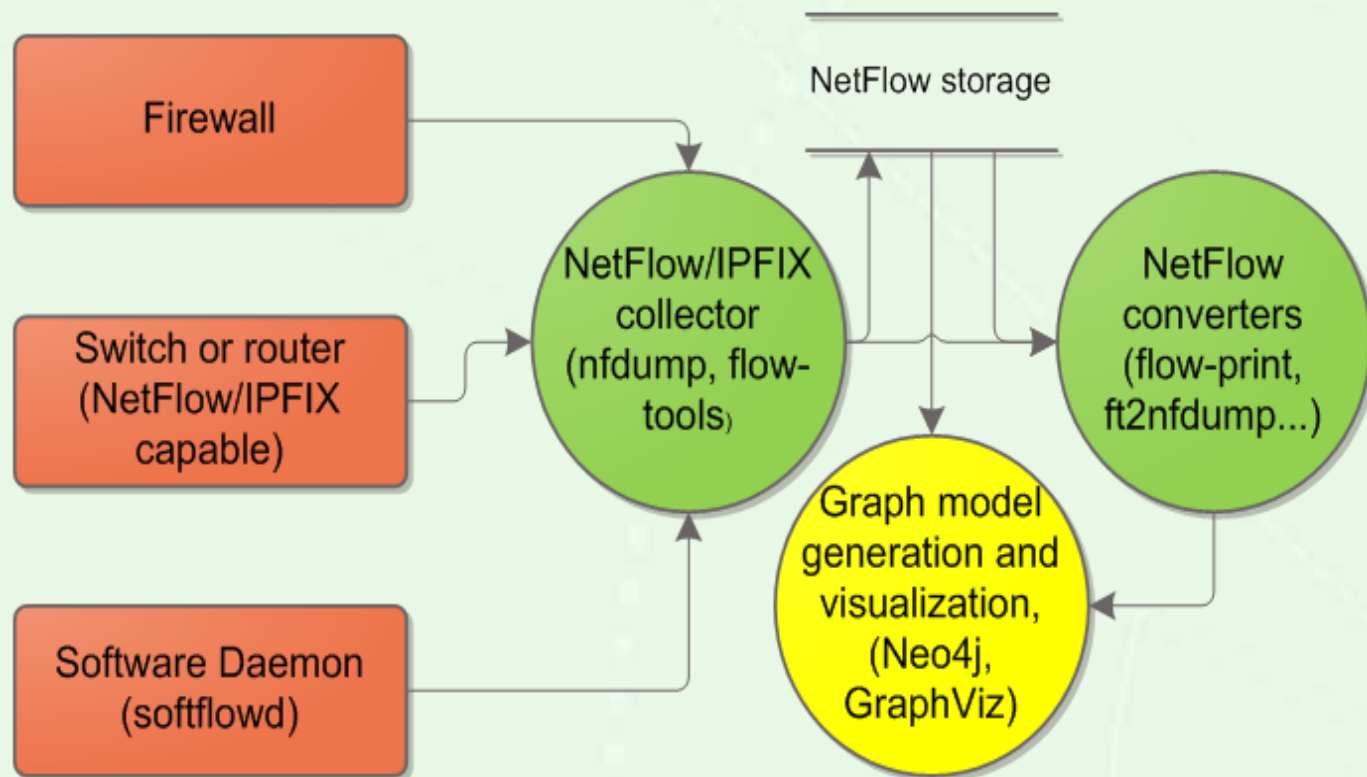 Firewall
NetFlow storage
NetFlow/IPFIX
collector
(nfdump, flow-
tools)
NetFlow
converters
(flow-print,
ft2nfdump...)
Switch or router
(NetFlow/IPFIX
capable)
Graph model
generation and
visualization,
(Neo4j,
GraphViz)
Software Daemon
(softflowd)